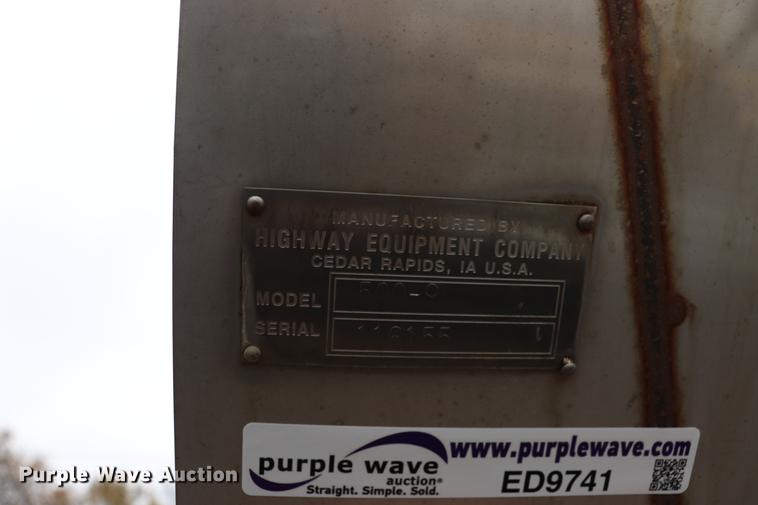 MANUFACTURED BY
HIGHWAY EQUIPMENT COMPANY
CEDAR RAPIDS, IA U.S.A.
MODEL
SERIAL
purple wave
auction®
Straight. Simple. Sold.
www.purplewave.com
ED9741
Purple Wave Auction